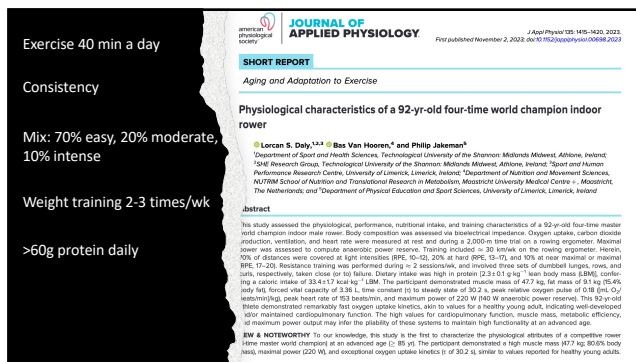 Exercise 40 min a day
Consistency
Mix: 70% easy, 20% moderate,
10% intense
Weight training 2-3 times/wk
>60g protein daily
american
physiological
society
JOURNAL OF
APPLIED PHYSIOLOGY.
J Appl Physiol 135: 1415–1420, 2023.
First published November 2, 2023; doi:10.1152/japplphysiol.00698.2023
SHORT REPORT
Aging and Adaptation to Exercise
Physiological characteristics of a 92-yr-old four-time world champion indoor
rower
Lorcan S. Daly,1,2,3 Bas Van Hooren,4 and Philip Jakeman5
1Department of Sport and Health Sciences, Technological University of the Shannon: Midlands Midwest, Athlone, Ireland;
2SHE Research Group, Technological University of the Shannon: Midlands Midwest, Athlone, Ireland; 3Sport and Human
Performance Research Centre, University of Limerick, Limerick, Ireland; 4Department of Nutrition and Movement Sciences,
NUTRIM School of Nutrition and Translational Research in Metabolism, Maastricht University Medical Centre+, Maastricht,
The Netherlands; and 5Department of Physical Education and Sport Sciences, University of Limerick, Limerick, Ireland
Abstract
This study assessed the physiological, performance, nutritional intake, and training characteristics of a 92-yr-old four-time master
world champion indoor male rower. Body composition was assessed via bioelectrical impedance. Oxygen uptake, carbon dioxide
production, ventilation, and heart rate were measured at rest and during a 2,000-m time trial on a rowing ergometer. Maximal
power was assessed to compute anaerobic power reserve. Training included ≈ 30 km/wk on the rowing ergometer. Herein,
70% of distances were covered at light intensities (RPE, 10–12), 20% at hard (RPE, 13–17), and 10% at near maximal or maximal
(RPE, 17–20). Resistance training was performed during ≈ 2 sessions/wk, and involved three sets of dumbbell lunges, rows, and
curls, respectively, taken close (or to) failure. Dietary intake was high in protein [2.3 ± 0.1 g·kg−1 lean body mass (LBM)], confer-
ing a caloric intake of 33.4 ± 1.7 kcal·kg−1 LBM. The participant demonstrated muscle mass of 47.7 kg, fat mass of 9.1 kg (15.4%
body fat), forced vital capacity of 3.36 L, time constant (τ) to steady state of 30.2 s, peak relative oxygen pulse of 0.18 ([mL·O2/
beats/min]/kg), peak heart rate of 153 beats/min, and maximum power of 220 W (140 W anaerobic power reserve). This 92-yr-old
athlete demonstrated remarkably fast oxygen uptake kinetics, akin to values for a healthy young adult, indicating well-developed
and/or maintained cardiopulmonary function. The high values for cardiopulmonary function, muscle mass, metabolic efficiency,
and maximum power output may infer the pliability of these systems to maintain high functionality at an advanced age.
NEW & NOTEWORTHY To our knowledge, this is the first to characterize the physiological attributes of a competitive rower
(4-time master world champion) at an advanced age (≥ 85 yr). The participant demonstrated a high muscle mass (47.7 kg; 80.6% body
mass), maximal power (220 W), and exceptional oxygen uptake kinetics (τ of 30.2 s), similar to values reported for healthy young adults.